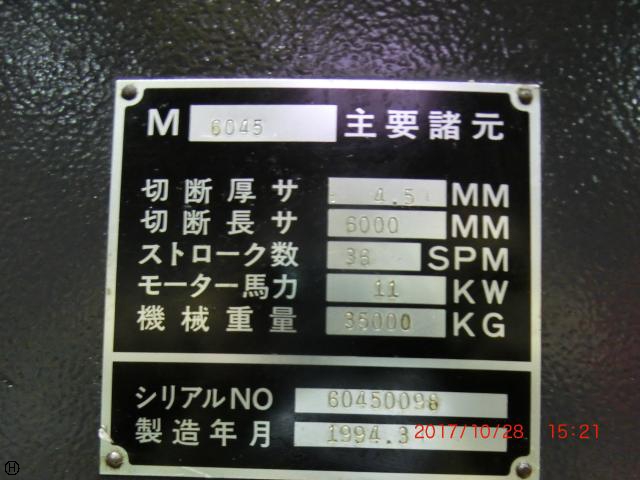 M 6045 主要諸元
切断厚サ 4.5 MM
切断長サ 6000 MM
ストローク数 36 SPM
モーター馬力 11 KW
機械重量 35000 KG
シリアルNO 60450098
製造年月 1994.3
2017/10/28 15:21
H